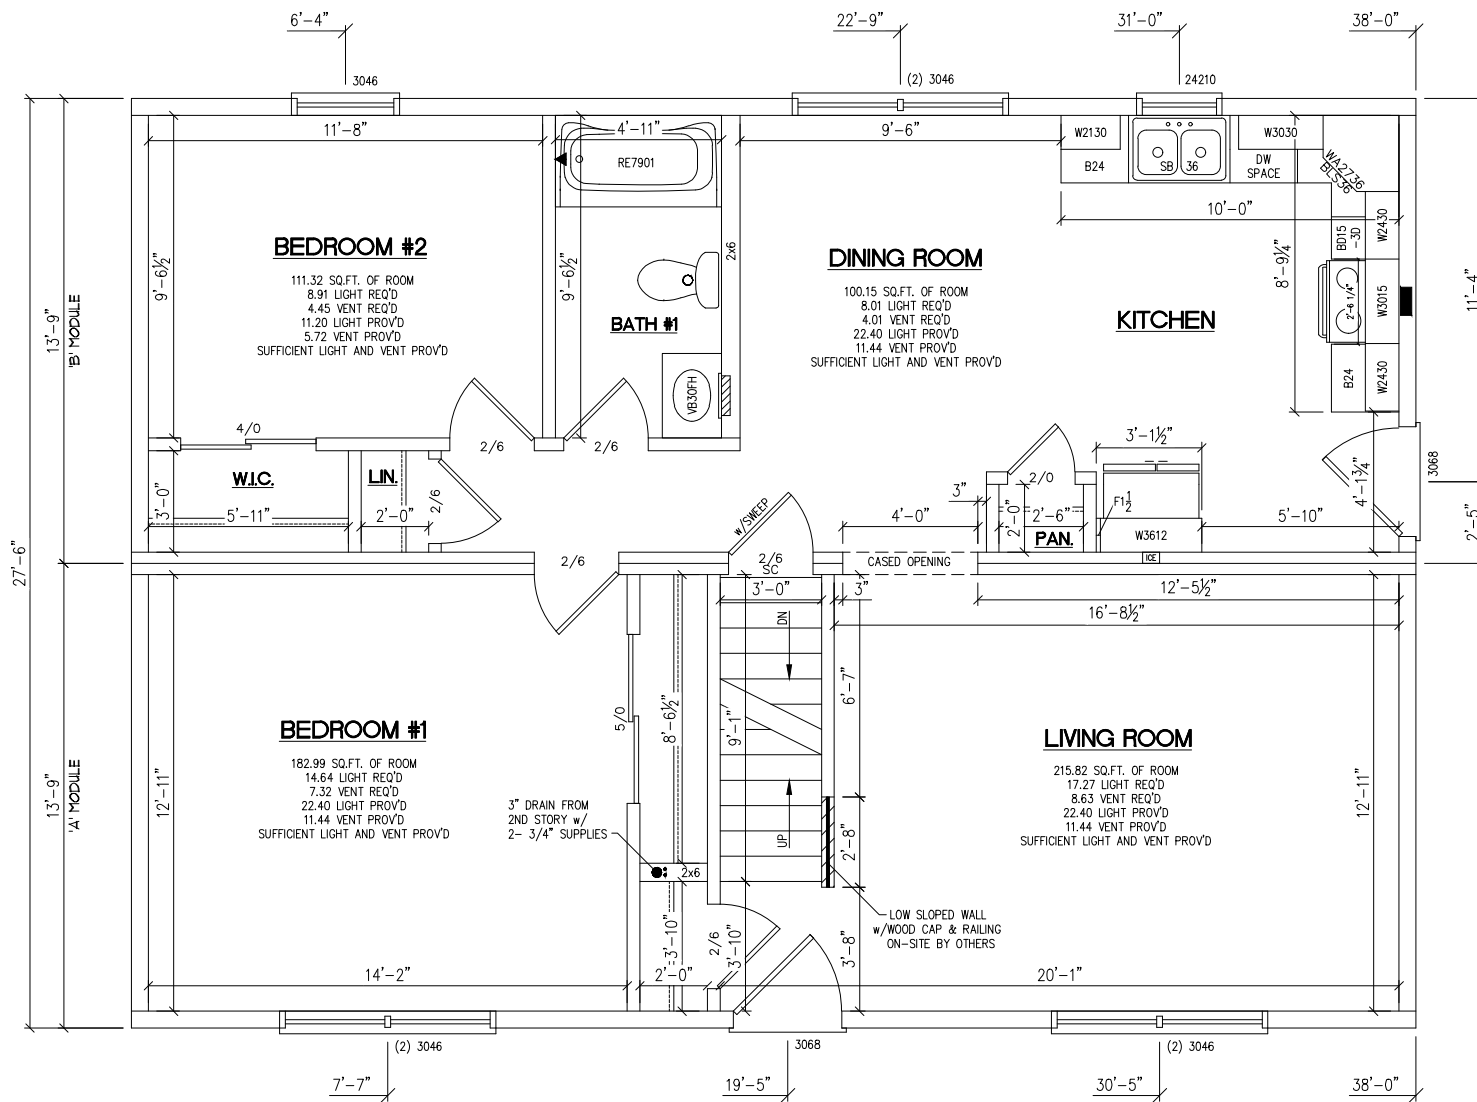 6'-4"
22'-9"
31'-0"
38'-0"
3046
(2) 3046
24210
11'-8"
4'-11"
9'-6"
W2130
W3030
RE7901
B24
SB 36
DW
SPACE
WA2736
BLS36
10'-0"
W2430
BD15
-3D
BEDROOM #2
111.32 SQ.FT. OF ROOM
8.91 LIGHT REQ'D
4.45 VENT REQ'D
11.20 LIGHT PROV'D
5.72 VENT PROV'D
SUFFICIENT LIGHT AND VENT PROV'D
9'-6½"
9'-6½"
2x6
BATH #1
VB30FH
DINING ROOM
100.15 SQ.FT. OF ROOM
8.01 LIGHT REQ'D
4.01 VENT REQ'D
22.40 LIGHT PROV'D
11.44 VENT PROV'D
SUFFICIENT LIGHT AND VENT PROV'D
KITCHEN
8'-9¼"
2'-6 1/4"
W3015
B24
W2430
11'-4"
13'-9"
'B' MODULE
27'-6"
4/0
2/6
2/6
W.I.C.
LIN.
3'-0"
5'-11"
2'-0"
2/6
w/SWEEP
3'-1½"
2/0
3"
4'-0"
2'-0"
2'-6"
PAN.
F1½
W3612
ICE
5'-10"
4'-1¾"
3068
2'-5"
2/6
2/6
SC
CASED OPENING
3'-0"
3"
12'-5½"
16'-8½"
DN
6'-7"
5/0
8'-6½"
9'-1"
BEDROOM #1
182.99 SQ.FT. OF ROOM
14.64 LIGHT REQ'D
7.32 VENT REQ'D
22.40 LIGHT PROV'D
11.44 VENT PROV'D
SUFFICIENT LIGHT AND VENT PROV'D
12'-11"
13'-9"
'A' MODULE
3" DRAIN FROM
2ND STORY w/
2- 3/4" SUPPLIES
2x6
UP
2'-8"
LIVING ROOM
215.82 SQ.FT. OF ROOM
17.27 LIGHT REQ'D
8.63 VENT REQ'D
22.40 LIGHT PROV'D
11.44 VENT PROV'D
SUFFICIENT LIGHT AND VENT PROV'D
12'-11"
LOW SLOPED WALL
w/WOOD CAP & RAILING
ON-SITE BY OTHERS
3'-10"
2/6
3'-10"
3'-8"
14'-2"
2'-0"
20'-1"
(2) 3046
3068
(2) 3046
7'-7"
19'-5"
30'-5"
38'-0"